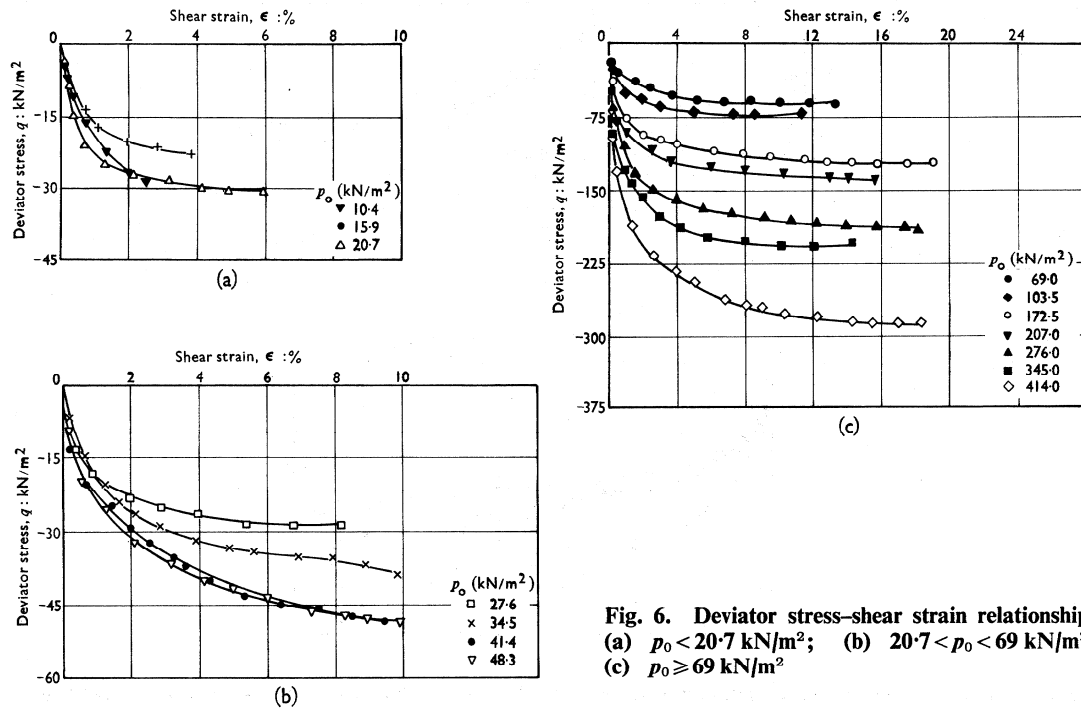 Shear strain, ϵ : %
0 2 4 6 8 10
Deviator stress, q : kN/m²
-15
-30
-45
p₀ (kN/m²)
▼ 10·4
● 15·9
△ 20·7
(a)
Shear strain, ϵ : %
0 2 4 6 8 10
Deviator stress, q : kN/m²
-15
-30
-45
-60
p₀ (kN/m²)
□ 27·6
× 34·5
● 41·4
▽ 48·3
(b)
Shear strain, ϵ : %
0 4 8 12 16 20 24
Deviator stress, q : kN/m²
-75
-150
-225
-300
-375
p₀ (kN/m²)
● 69·0
◆ 103·5
○ 172·5
▼ 207·0
▲ 276·0
■ 345·0
◇ 414·0
(c)
Fig. 6. Deviator stress–shear strain relationship
(a) p₀ < 20·7 kN/m²; (b) 20·7 < p₀ < 69 kN/m²
(c) p₀ ⩾ 69 kN/m²